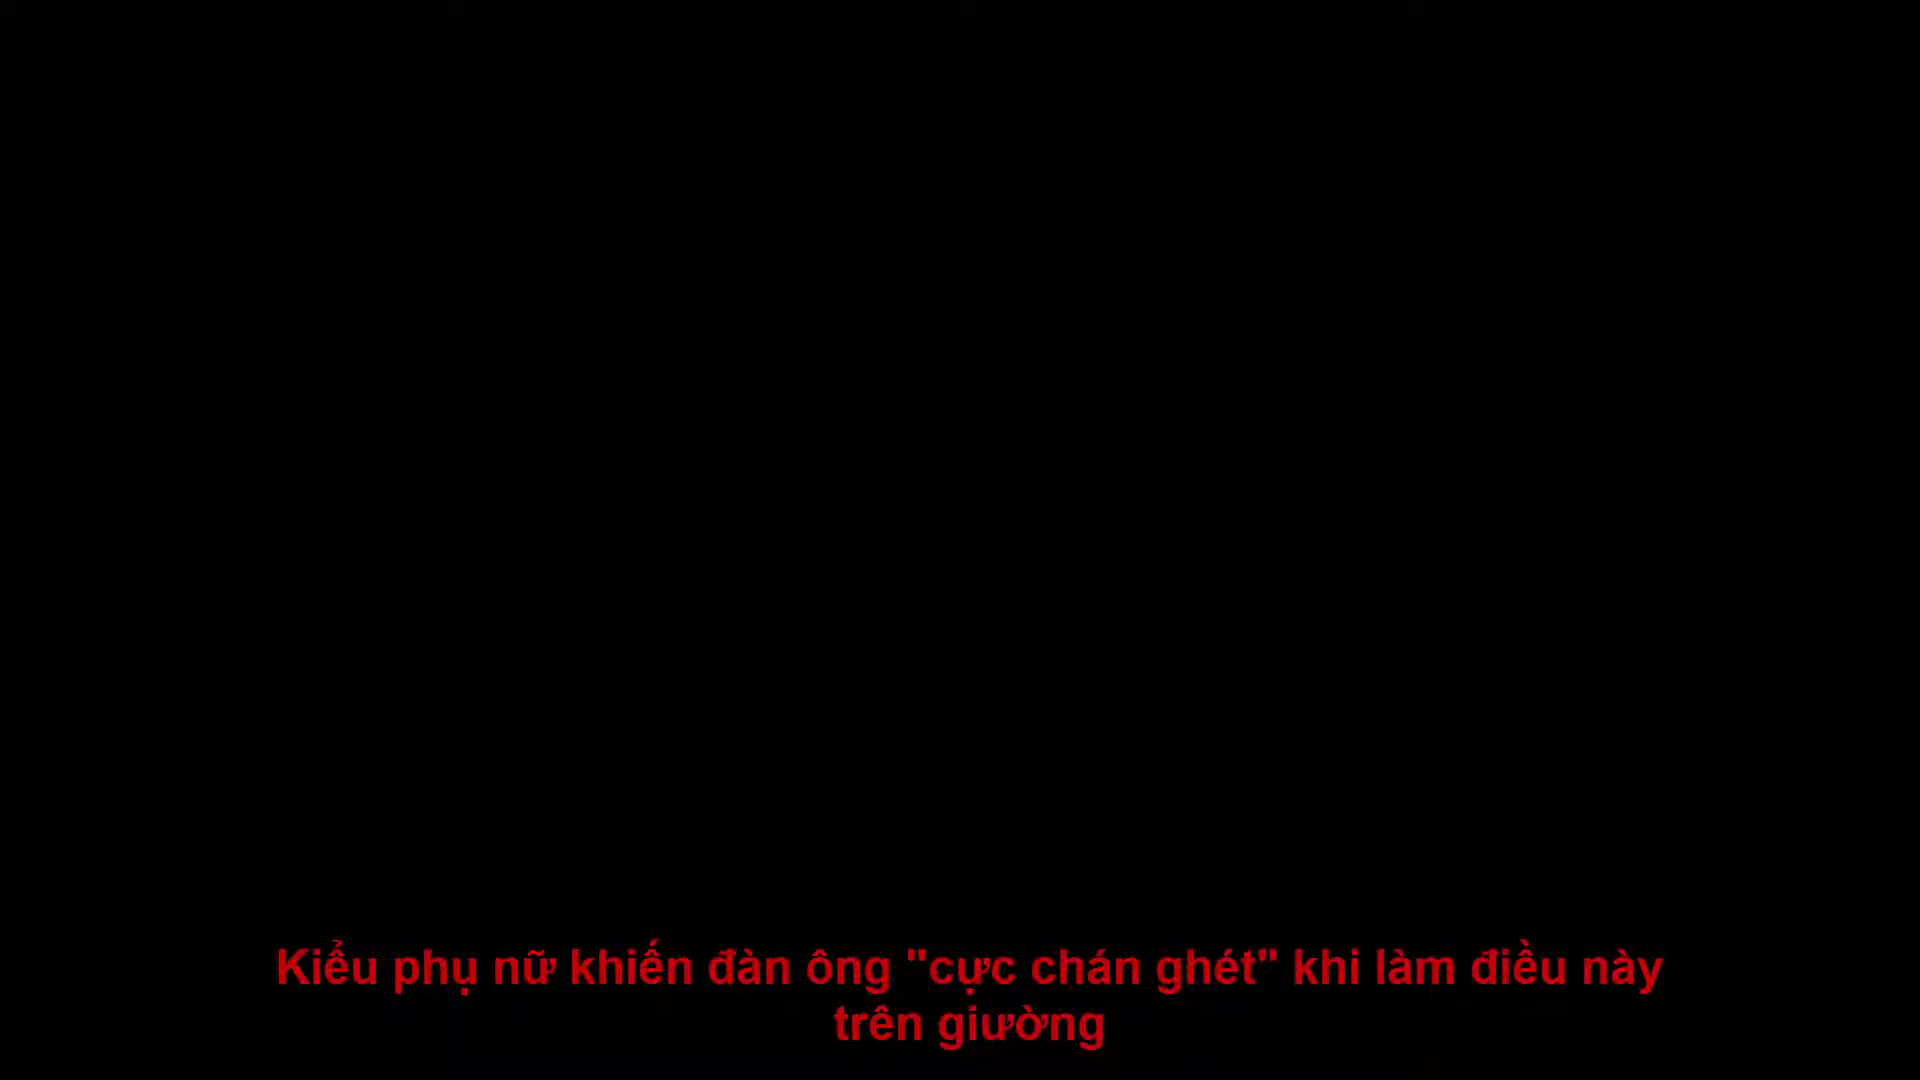 Kiểu phụ nữ khiến đàn ông "cực chán ghét" khi làm điều này
trên giường